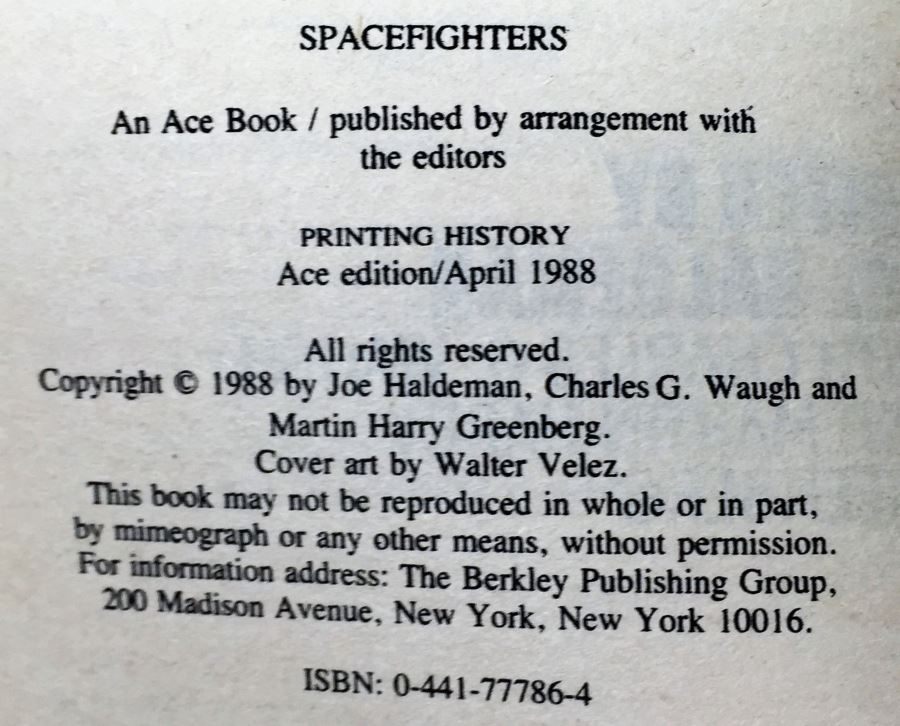 SPACEFIGHTERS
An Ace Book / published by arrangement with
the editors
PRINTING HISTORY
Ace edition/April 1988
All rights reserved.
Copyright © 1988 by Joe Haldeman, Charles G. Waugh and
Martin Harry Greenberg.
Cover art by Walter Velez.
This book may not be reproduced in whole or in part,
by mimeograph or any other means, without permission.
For information address: The Berkley Publishing Group,
200 Madison Avenue, New York, New York 10016.
ISBN: 0-441-77786-4